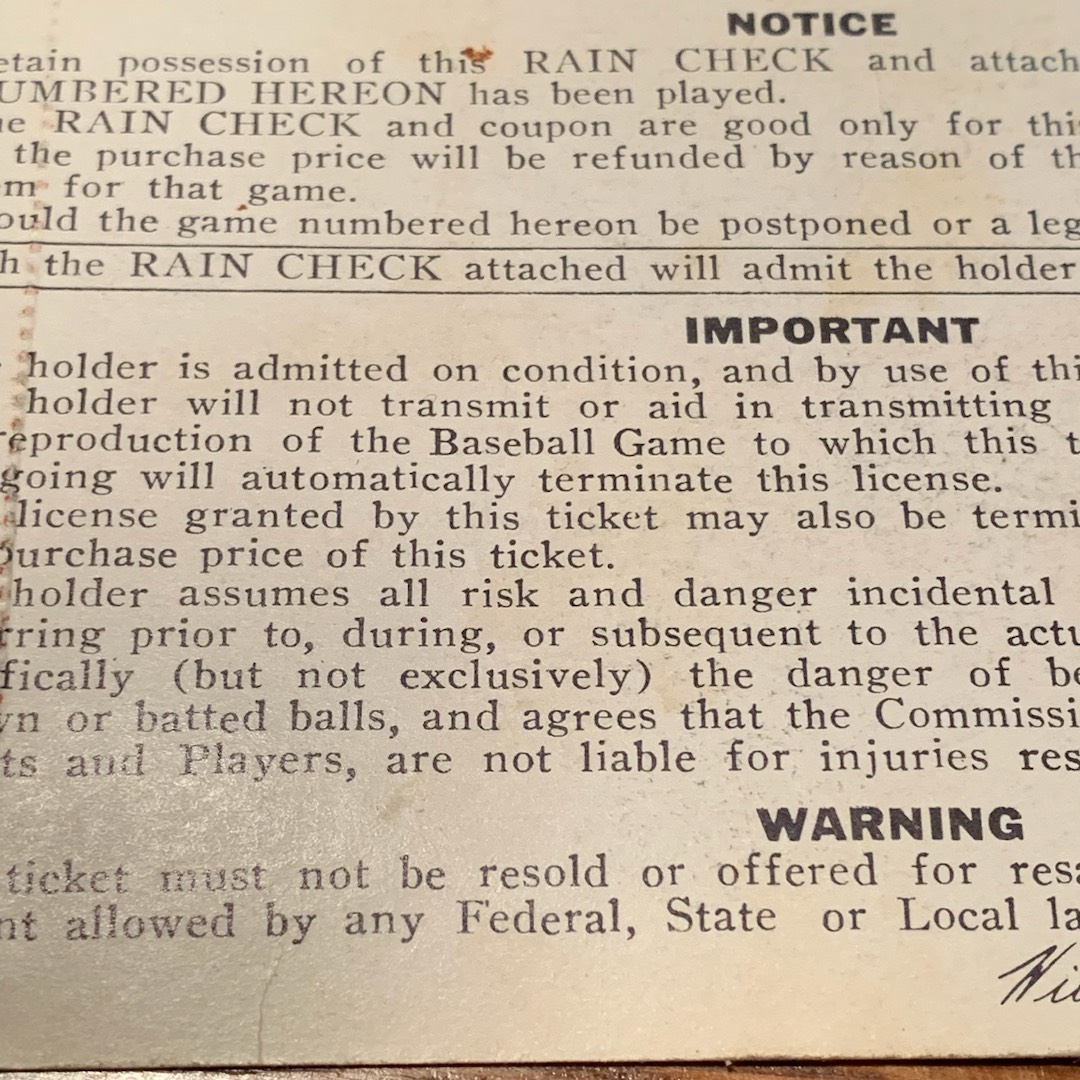 NOTICE
etain possession of this RAIN CHECK and attach
UMBERED HEREON has been played.
e RAIN CHECK and coupon are good only for thi
the purchase price will be refunded by reason of th
m for that game.
ould the game numbered hereon be postponed or a leg
h the RAIN CHECK attached will admit the holder
IMPORTANT
holder is admitted on condition, and by use of thi
holder will not transmit or aid in transmitting
reproduction of the Baseball Game to which this t
going will automatically terminate this license.
license granted by this ticket may also be termi
purchase price of this ticket.
holder assumes all risk and danger incidental
rring prior to, during, or subsequent to the actu
fically (but not exclusively) the danger of be
wn or batted balls, and agrees that the Commissi
ts and Players, are not liable for injuries res
WARNING
ticket must not be resold or offered for resa
nt allowed by any Federal, State or Local la
Wi